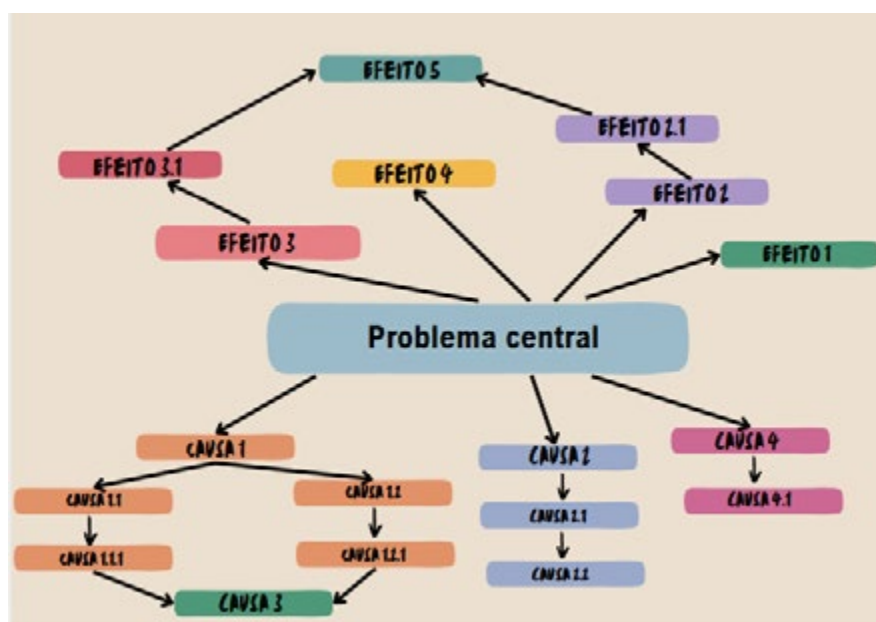 EFEITO 5
EFEITO 2.1
EFEITO 3.1
EFEITO 4
EFEITO 2
EFEITO 3
EFEITO 1
Problema central
CAUSA 1
CAUSA 4
CAUSA 2
CAUSA 1.1
CAUSA 1.2
CAUSA 4.1
CAUSA 2.1
CAUSA 1.1.1
CAUSA 1.2.1
CAUSA 2.2
CAUSA 3